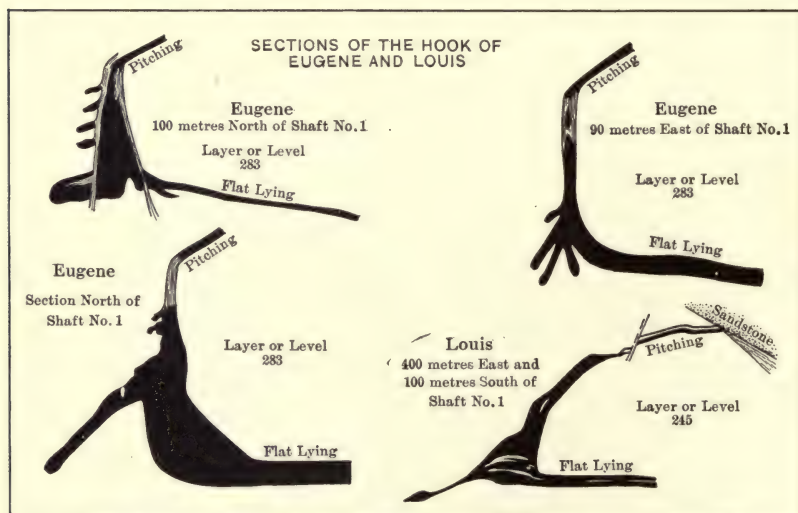 SECTIONS OF THE HOOK OF
EUGENE AND LOUIS
Pitching
Eugene
100 metres North of Shaft No.1
Layer or Level
283
Flat Lying
Pitching
Eugene
90 metres East of Shaft No.1
Layer or Level
283
Flat Lying
Eugene
Section North of
Shaft No. 1
Pitching
Layer or Level
283
Flat Lying
Louis
400 metres East and
100 metres South of
Shaft No.1
Sandstone
Pitching
Layer or Level
245
Flat Lying